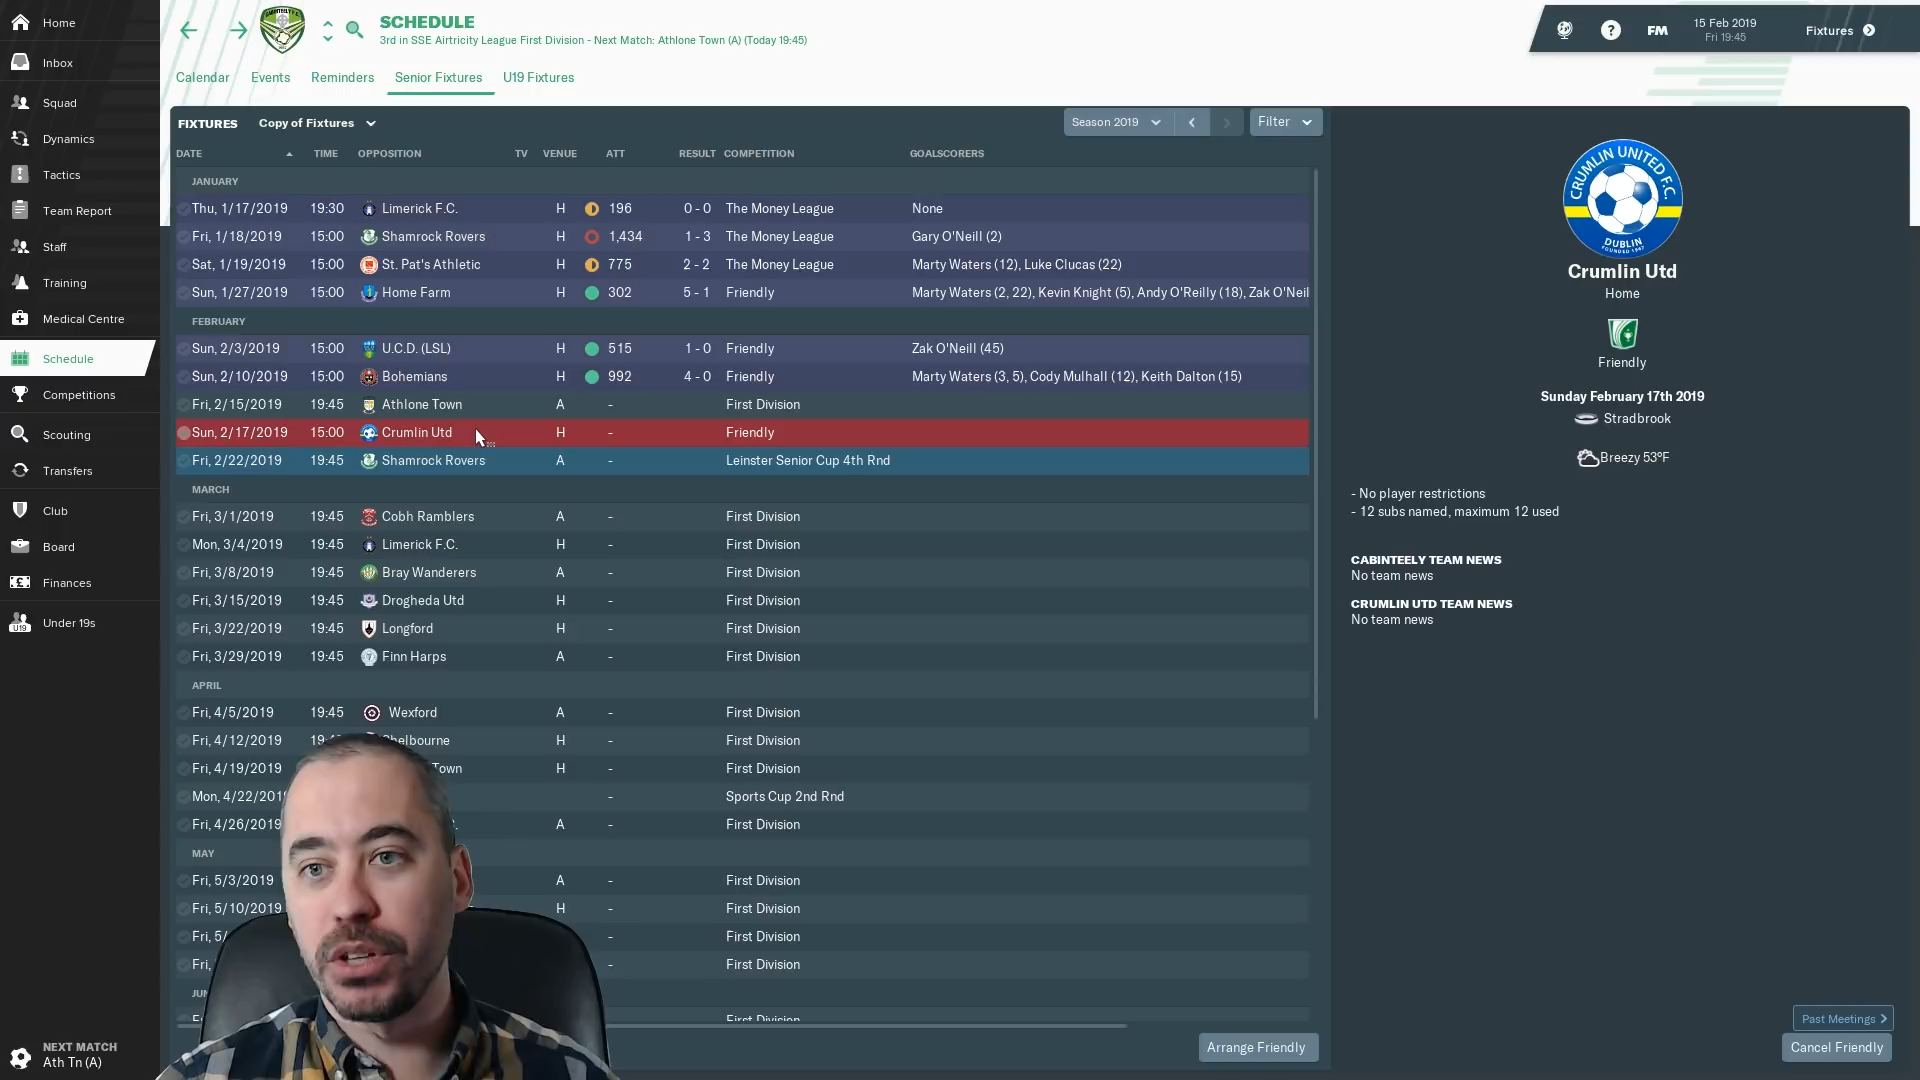 Home
Inbox
Squad
Dynamics
Tactics
Team Report
Staff
Training
Medical Centre
Schedule
Competitions
Scouting
Transfers
Club
Board
Finances
U19
Under 19s
NEXT MATCH
Ath Tn (A)
SCHEDULE
3rd in SSE Airtricity League First Division - Next Match: Athlone Town (A) (Today 19:45)
FM
15 Feb 2019
Fri 19:45
Fixtures
Calendar Events Reminders Senior Fixtures U19 Fixtures
FIXTURES Copy of Fixtures Season 2019 Filter
DATE TIME OPPOSITION TV VENUE ATT RESULT COMPETITION GOALSCORERS
JANUARY
Thu, 1/17/2019 19:30 Limerick F.C. H 196 0 - 0 The Money League None
Fri, 1/18/2019 15:00 Shamrock Rovers H 1,434 1 - 3 The Money League Gary O'Neill (2)
Sat, 1/19/2019 15:00 St. Pat's Athletic H 775 2 - 2 The Money League Marty Waters (12), Luke Clucas (22)
Sun, 1/27/2019 15:00 Home Farm H 302 5 - 1 Friendly Marty Waters (2, 22), Kevin Knight (5), Andy O'Reilly (18), Zak O'Neil
FEBRUARY
Sun, 2/3/2019 15:00 U.C.D. (LSL) H 515 1 - 0 Friendly Zak O'Neill (45)
Sun, 2/10/2019 15:00 Bohemians H 992 4 - 0 Friendly Marty Waters (3, 5), Cody Mulhall (12), Keith Dalton (15)
Fri, 2/15/2019 19:45 Athlone Town A - First Division
Sun, 2/17/2019 15:00 Crumlin Utd H - Friendly
Fri, 2/22/2019 19:45 Shamrock Rovers A - Leinster Senior Cup 4th Rnd
MARCH
Fri, 3/1/2019 19:45 Cobh Ramblers A - First Division
Mon, 3/4/2019 19:45 Limerick F.C. H - First Division
Fri, 3/8/2019 19:45 Bray Wanderers A - First Division
Fri, 3/15/2019 19:45 Drogheda Utd H - First Division
Fri, 3/22/2019 19:45 Longford H - First Division
Fri, 3/29/2019 19:45 Finn Harps A - First Division
APRIL
Fri, 4/5/2019 19:45 Wexford A - First Division
Fri, 4/12/2019 Shelbourne H - First Division
Fri, 4/19/2019 Town H - First Division
Mon, 4/22/201 - Sports Cup 2nd Rnd
Fri, 4/26/2019 A - First Division
MAY
Fri, 5/3/2019 A - First Division
Fri, 5/10/2019 H - First Division
Fri, 5/ - First Division
Fri, - First Division
First Division
Arrange Friendly
CRUMLIN UNITED F.C.
DUBLIN
Crumlin Utd
Home
Friendly
Sunday February 17th 2019
Stradbrook
Breezy 53ºF
- No player restrictions
- 12 subs named, maximum 12 used
CABINTEELY TEAM NEWS
No team news
CRUMLIN UTD TEAM NEWS
No team news
Past Meetings
Cancel Friendly